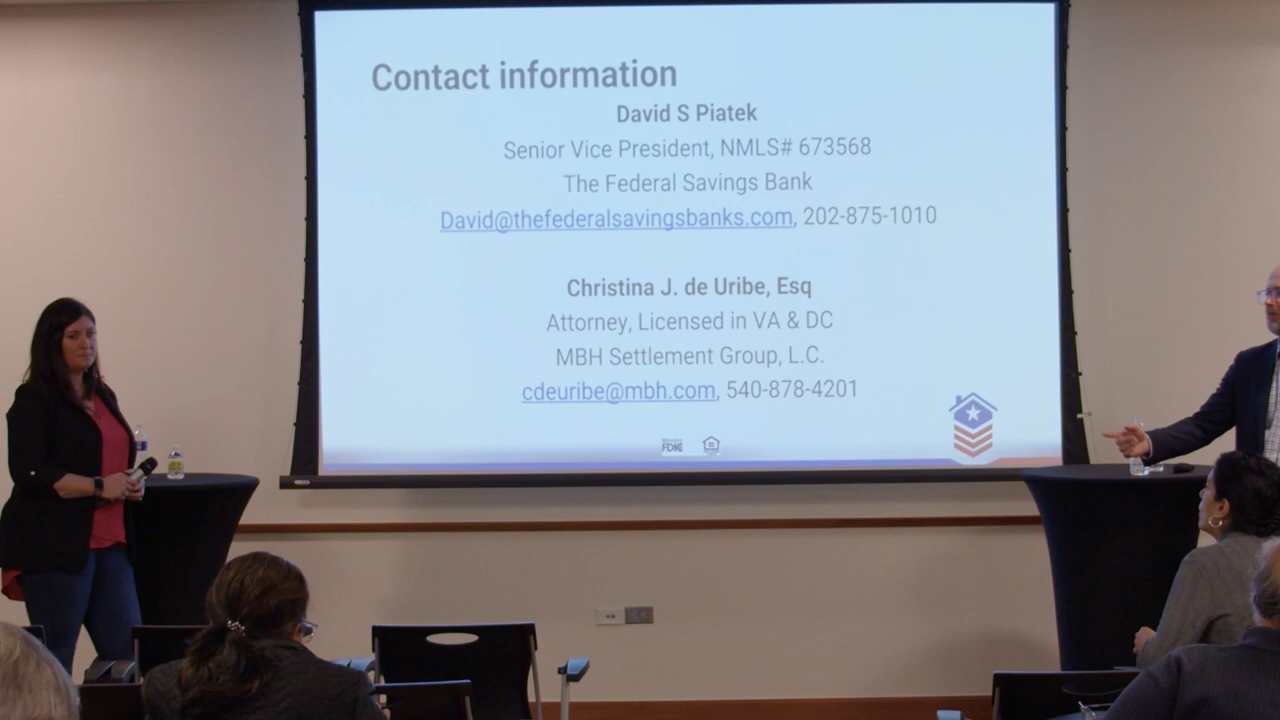 Contact information
David S Piatek
Senior Vice President, NMLS# 673568
The Federal Savings Bank
David@thefederalsavingsbanks.com, 202-875-1010
Christina J. de Uribe, Esq
Attorney, Licensed in VA & DC
MBH Settlement Group, L.C.
cdeuribe@mbh.com, 540-878-4201
FDIC